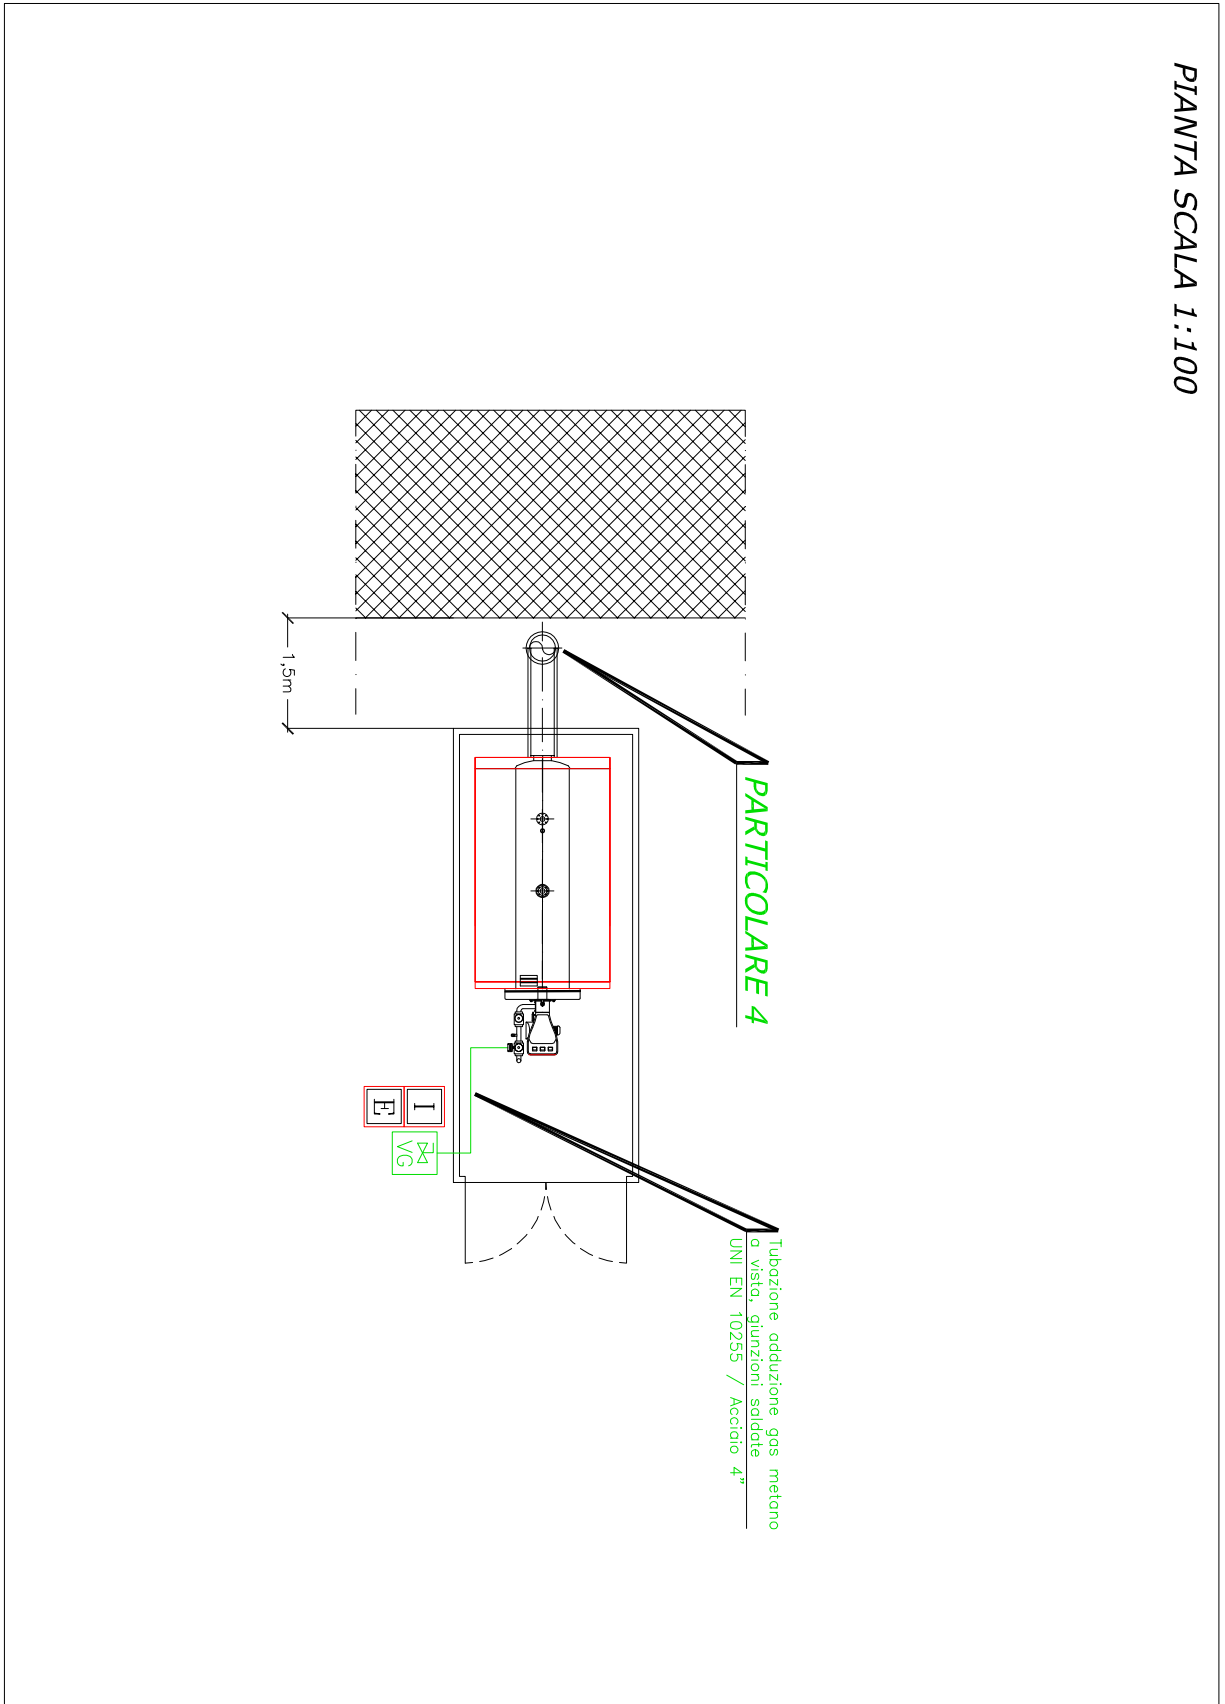 PIANTA SCALA 1:100
1,5m
PARTICOLARE 4
I
E
VG
Tubazione adduzione gas metano
a vista, giunzioni saldate
UNI EN 10255 / Acciaio 4"